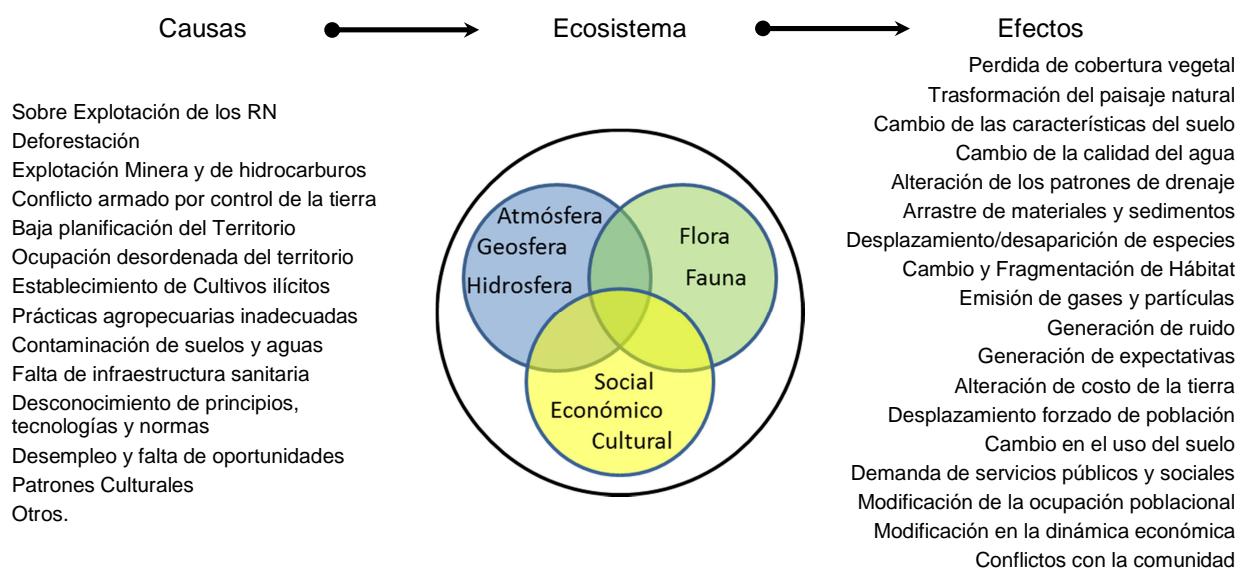 Causas
Ecosistema
Efectos
Sobre Explotación de los RN
Deforestación
Explotación Minera y de hidrocarburos
Conflicto armado por control de la tierra
Baja planificación del Territorio
Ocupación desordenada del territorio
Establecimiento de Cultivos ilícitos
Prácticas agropecuarias inadecuadas
Contaminación de suelos y aguas
Falta de infraestructura sanitaria
Desconocimiento de principios,
tecnologías y normas
Desempleo y falta de oportunidades
Patrones Culturales
Otros.
Atmósfera
Geosfera
Hidrosfera
Flora
Fauna
Social
Económico
Cultural
Perdida de cobertura vegetal
Trasformación del paisaje natural
Cambio de las características del suelo
Cambio de la calidad del agua
Alteración de los patrones de drenaje
Arrastre de materiales y sedimentos
Desplazamiento/desaparición de especies
Cambio y Fragmentación de Hábitat
Emisión de gases y partículas
Generación de ruido
Generación de expectativas
Alteración de costo de la tierra
Desplazamiento forzado de población
Cambio en el uso del suelo
Demanda de servicios públicos y sociales
Modificación de la ocupación poblacional
Modificación en la dinámica económica
Conflictos con la comunidad